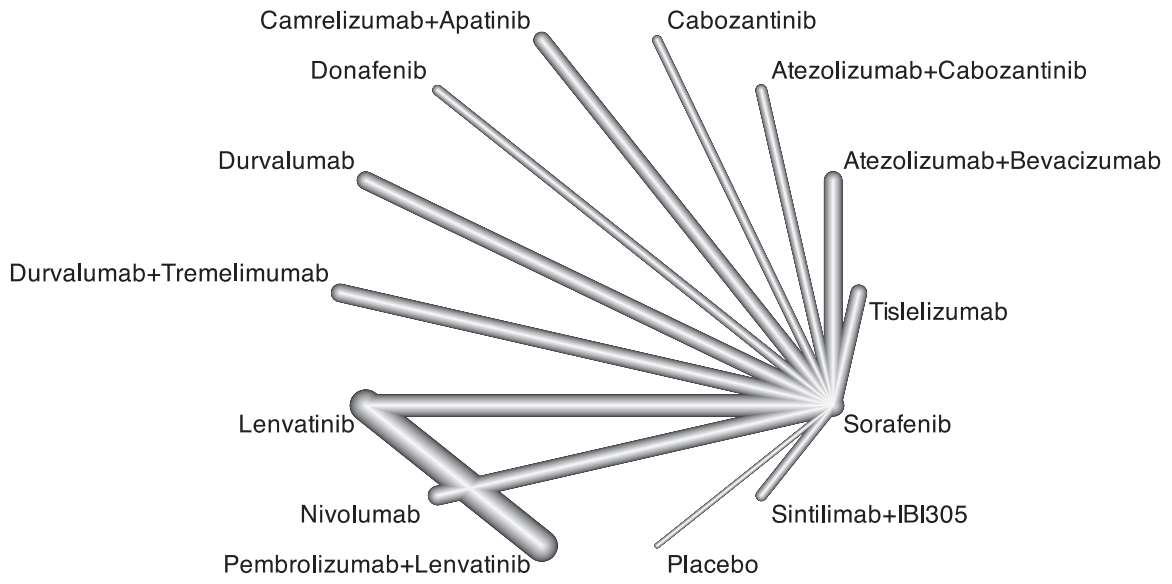 Camrelizumab+Apatinib
Cabozantinib
Donafenib
Atezolizumab+Cabozantinib
Durvalumab
Atezolizumab+Bevacizumab
Durvalumab+Tremelimumab
Tislelizumab
Lenvatinib
Sorafenib
Nivolumab
Sintilimab+IBI305
Pembrolizumab+Lenvatinib
Placebo